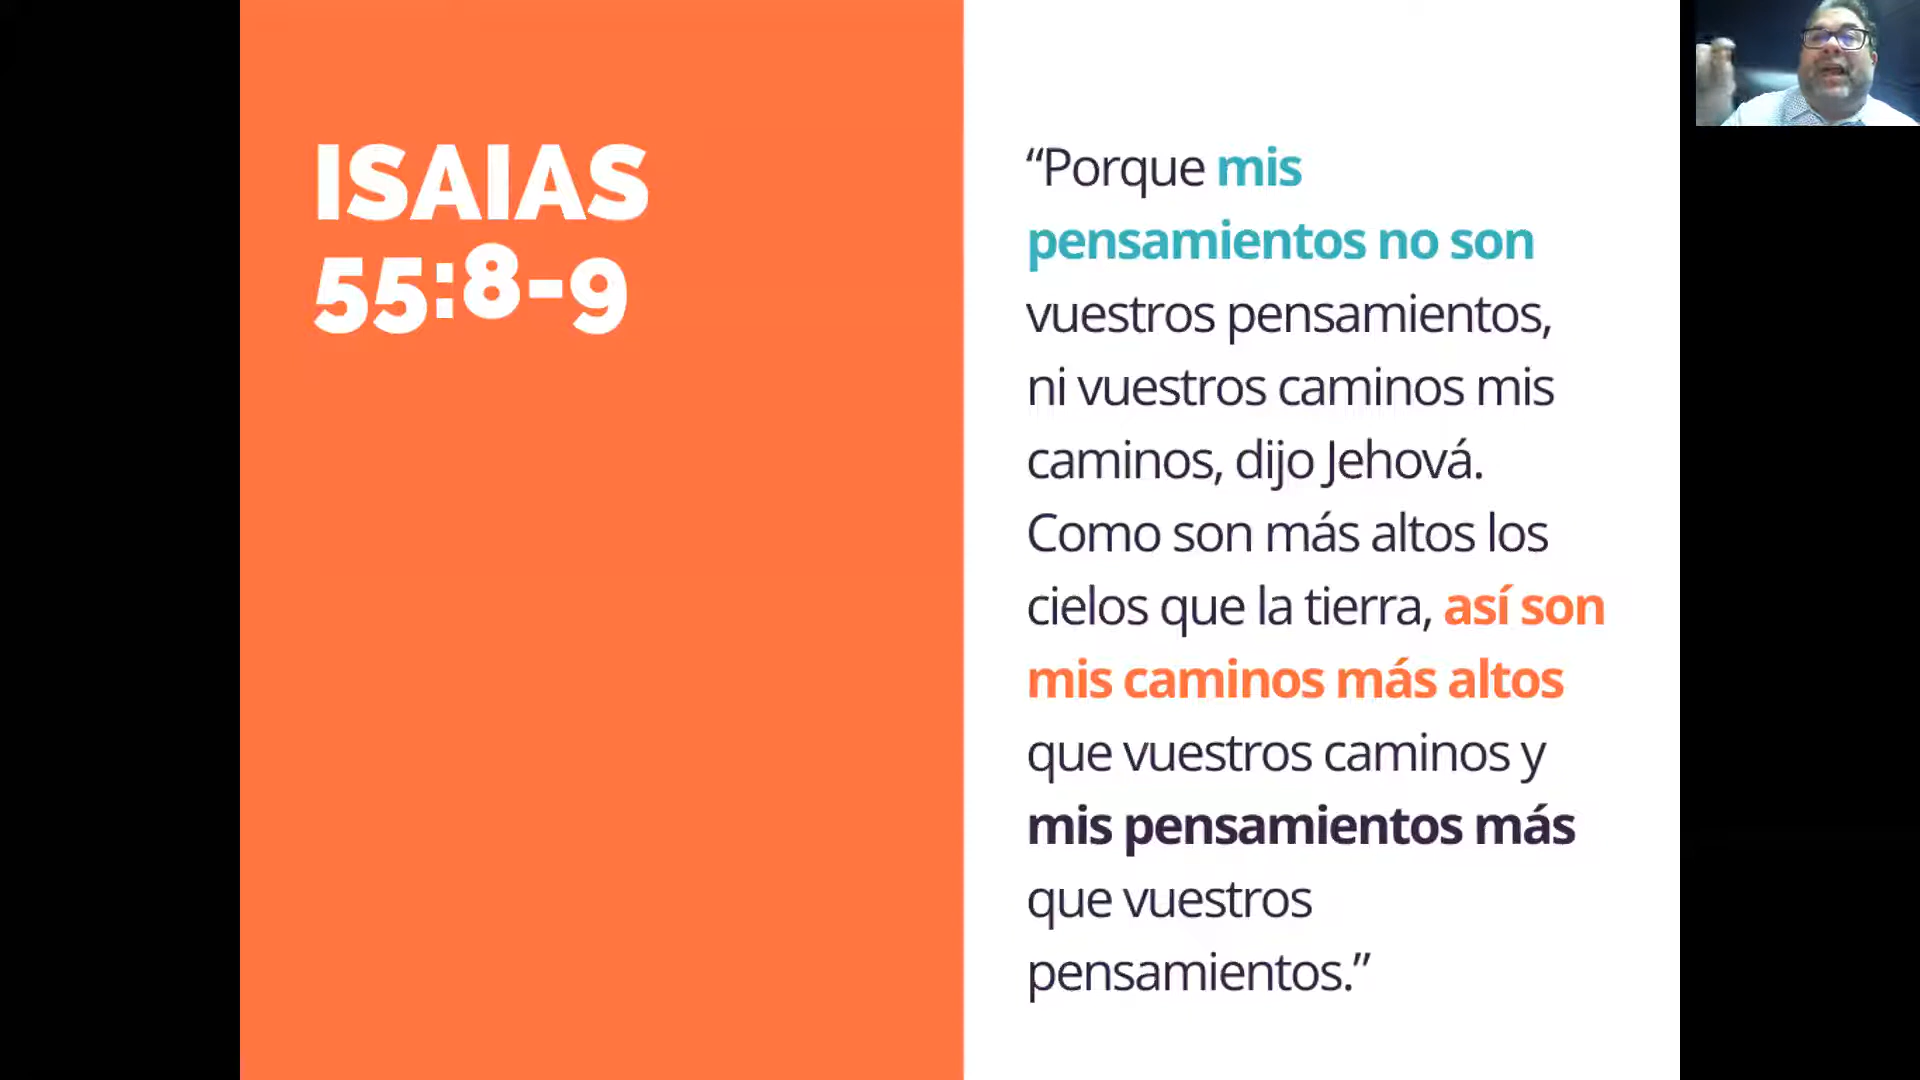 ISAIAS
55:8-9
“Porque mis
pensamientos no son
vuestros pensamientos,
ni vuestros caminos mis
caminos, dijo Jehová.
Como son más altos los
cielos que la tierra, así son
mis caminos más altos
que vuestros caminos y
mis pensamientos más
que vuestros
pensamientos.”